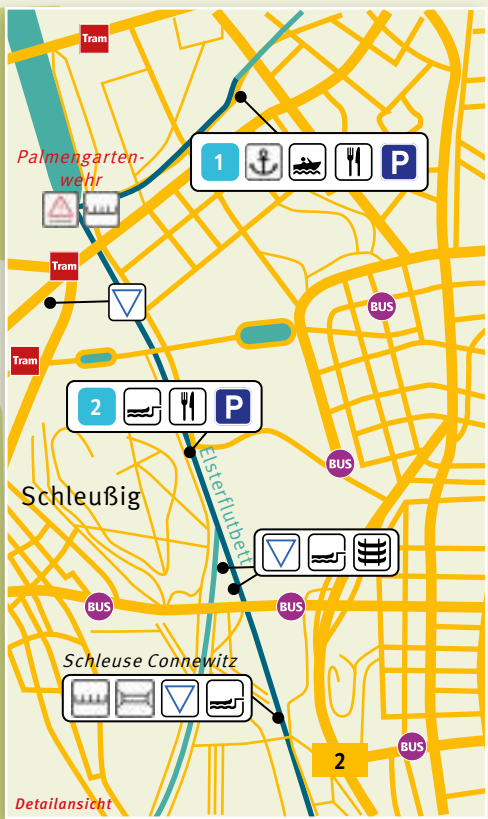 Tram
Palmengarten-
wehr
1
P
Tram
BUS
Tram
2
P
BUS
Schleußig
Elsterflutbett
BUS
BUS
Schleuse Connewitz
2
BUS
Detailansicht